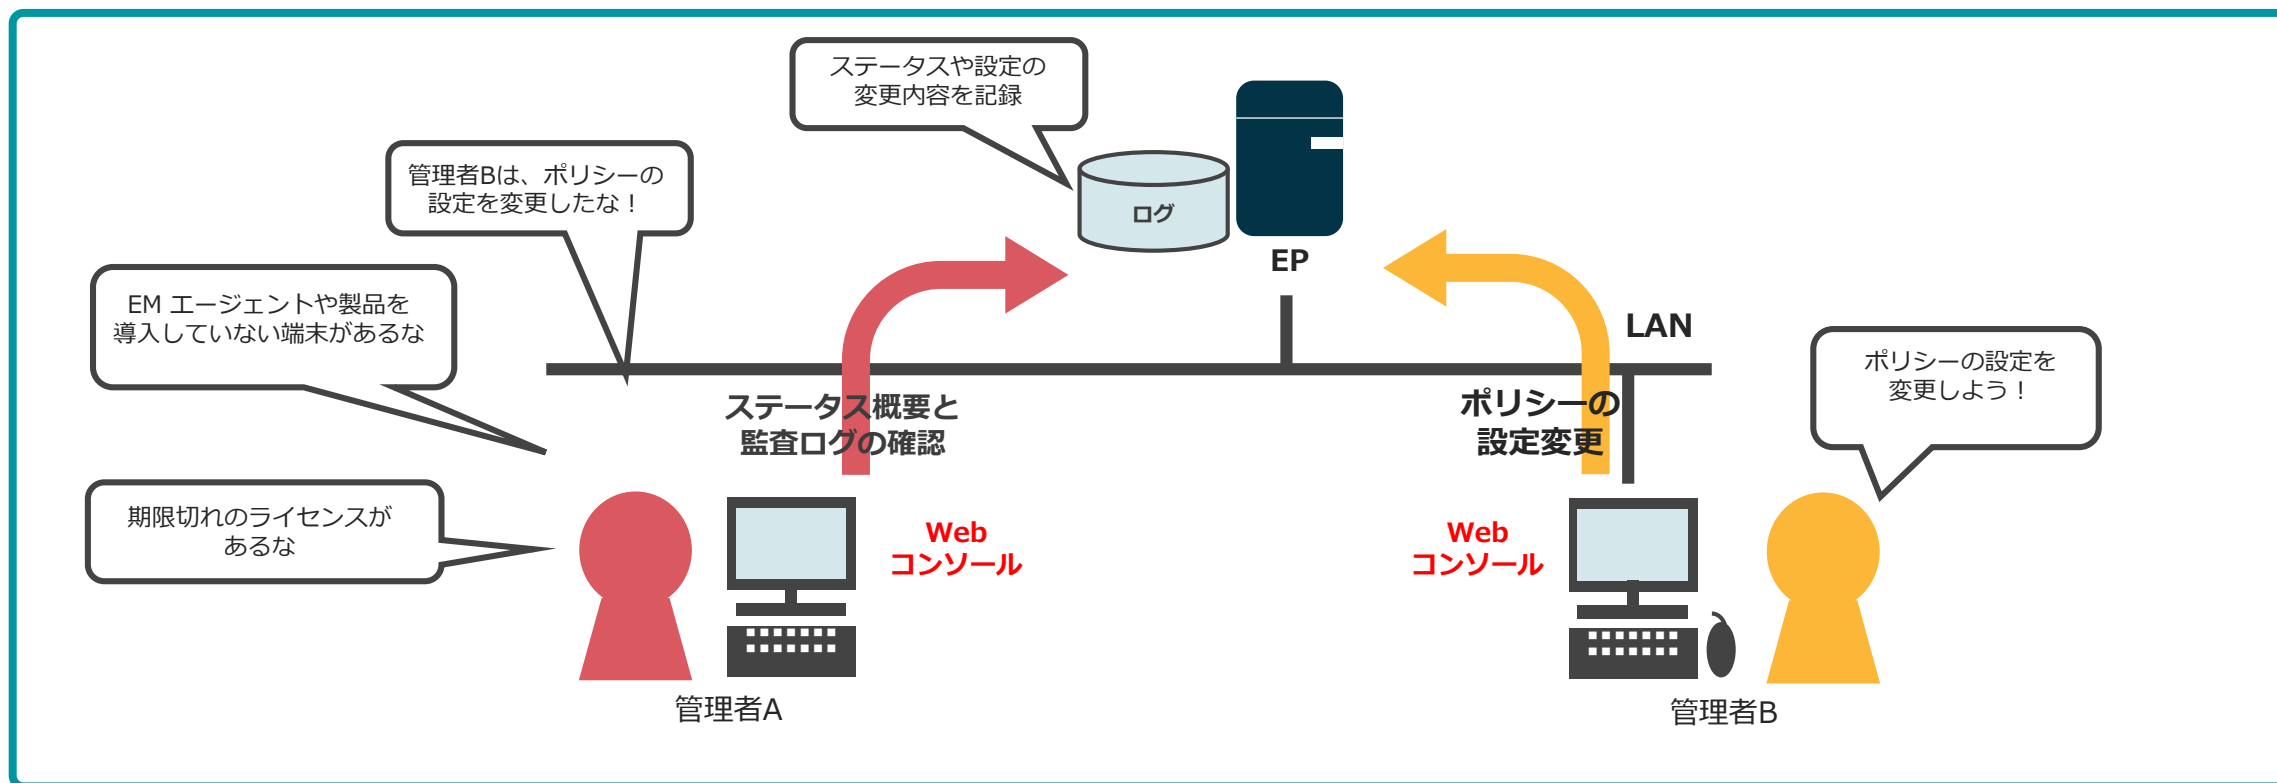 ステータスや設定の
変更内容を記録
管理者Bは、ポリシーの
設定を変更したな！
ログ
EP
EM エージェントや製品を
導入していない端末があるな
LAN
ポリシーの設定を
変更しよう！
ステータス概要と
監査ログの確認
ポリシーの
設定変更
期限切れのライセンスが
あるな
Web
コンソール
Web
コンソール
管理者A
管理者B